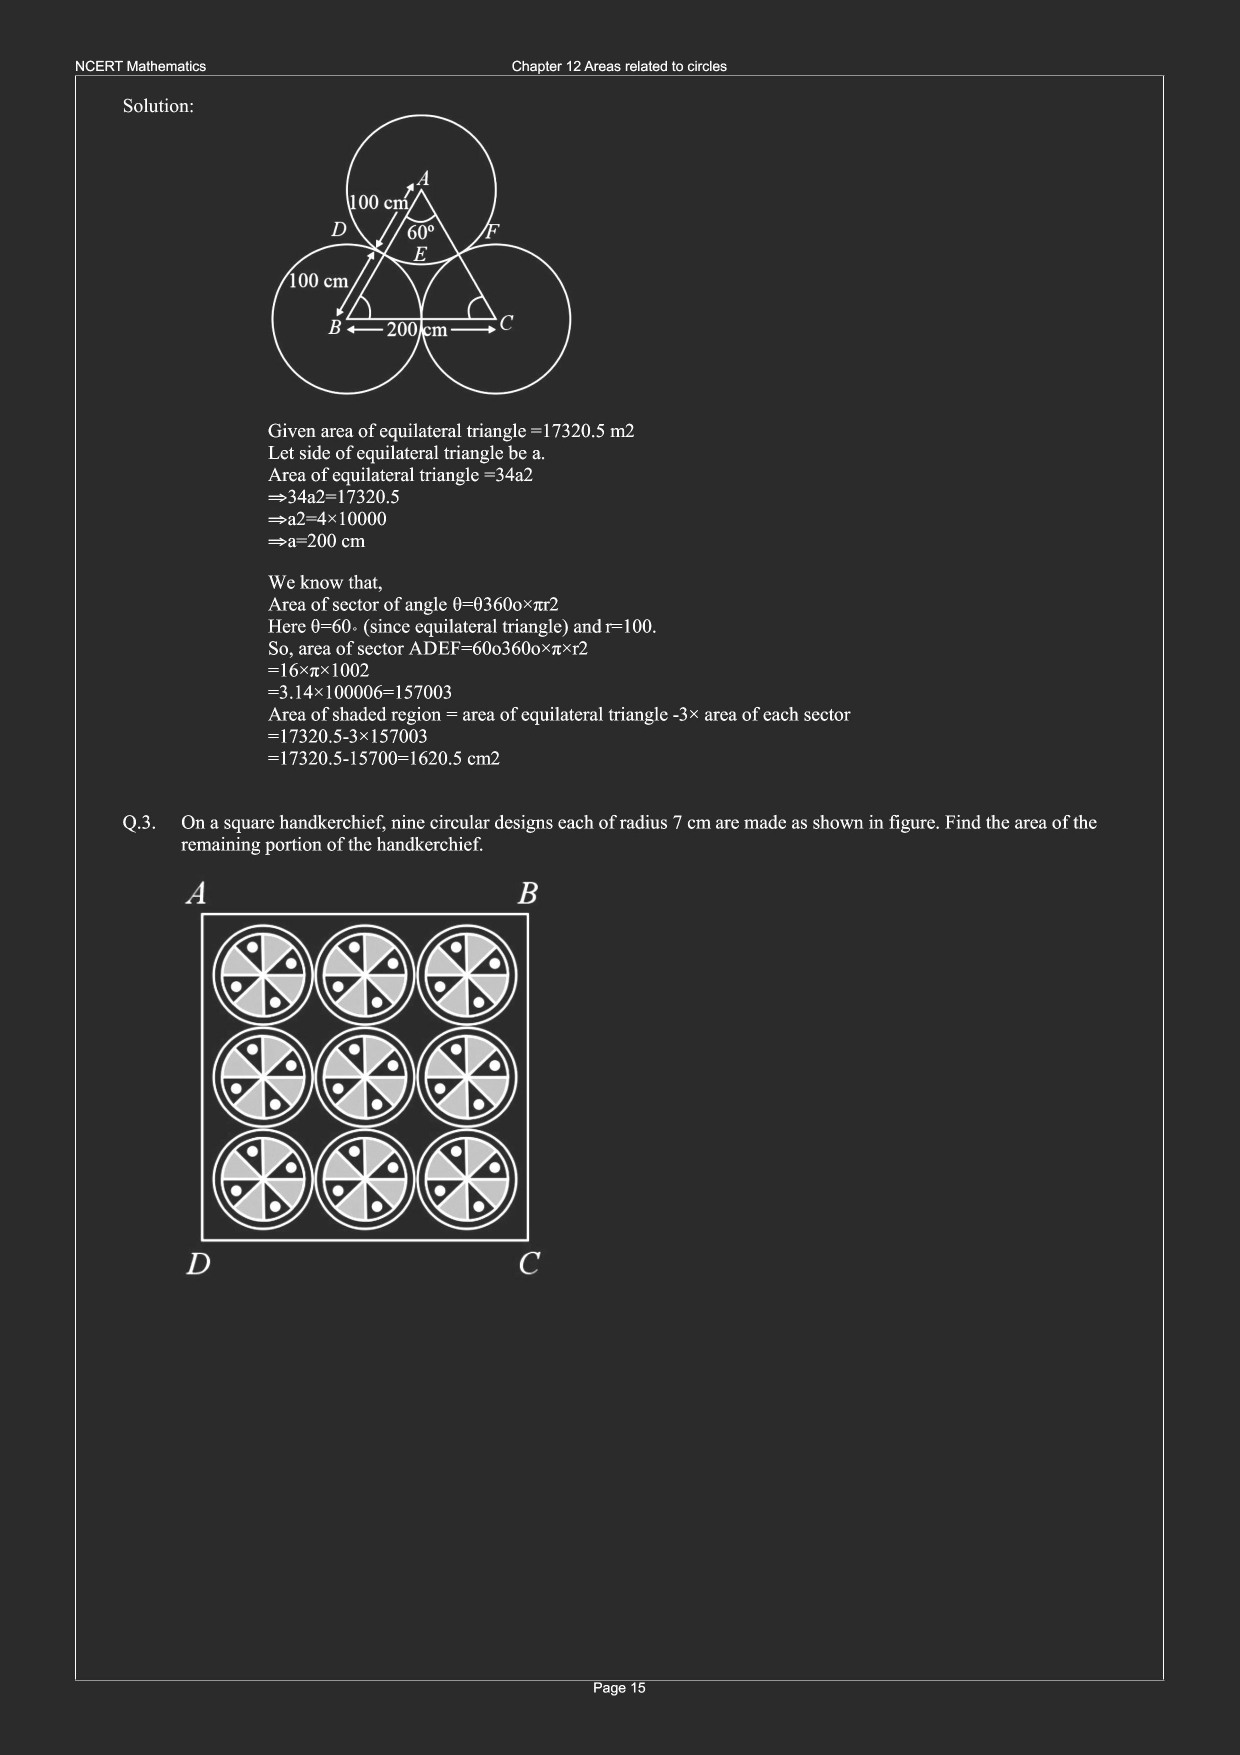 NCERT Mathematics
Chapter 12 Areas related to circles
Solution:
A
100 cm
D
60º
F
E
100 cm
B
200 cm
C
Given area of equilateral triangle =17320.5 m2
Let side of equilateral triangle be a.
Area of equilateral triangle =34a2
⇒34a2=17320.5
⇒a2=4×10000
⇒a=200 cm
We know that,
Area of sector of angle θ=θ360o×πr2
Here θ=60∘ (since equilateral triangle) and r=100.
So, area of sector ADEF=60o360o×π×r2
=16×π×1002
=3.14×100006=157003
Area of shaded region = area of equilateral triangle -3× area of each sector
=17320.5-3×157003
=17320.5-15700=1620.5 cm2
Q.3. On a square handkerchief, nine circular designs each of radius 7 cm are made as shown in figure. Find the area of the
remaining portion of the handkerchief.
A B
D C
Page 15